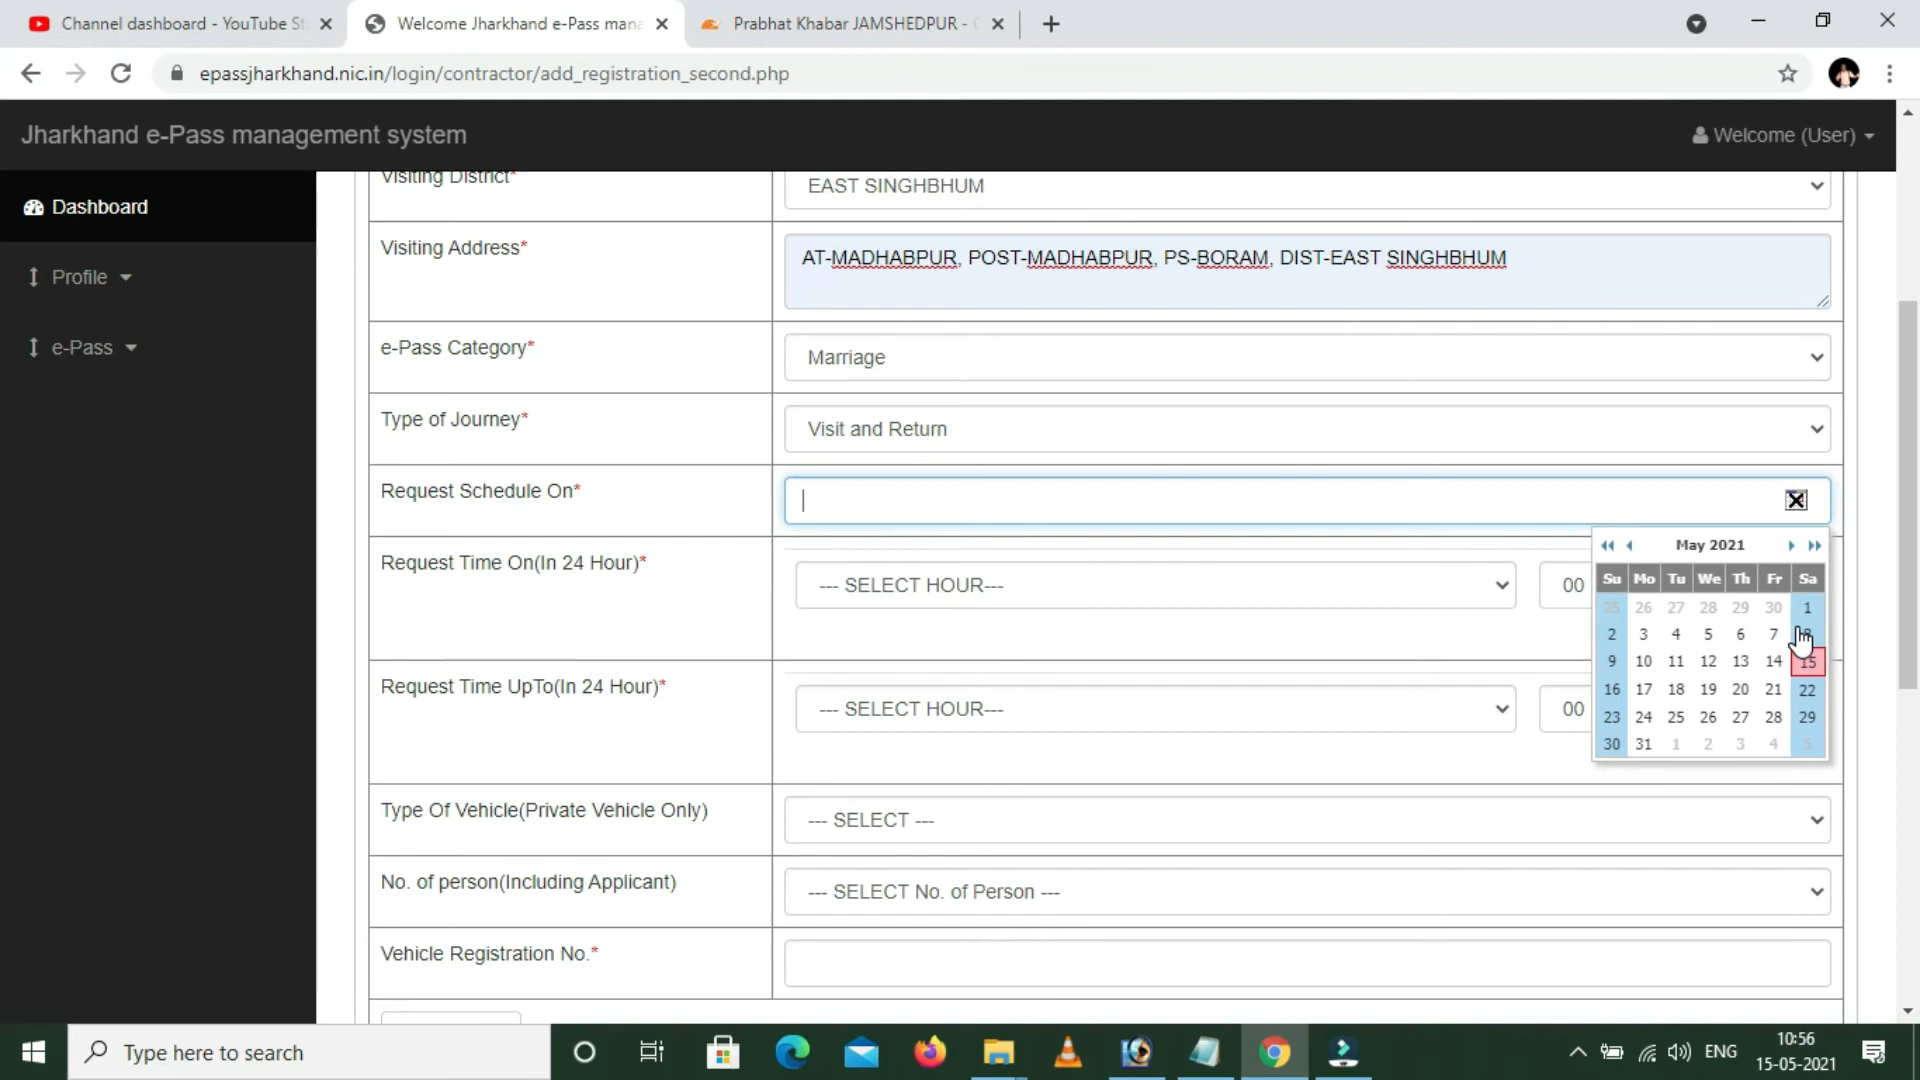 Channel dashboard - YouTube St
Welcome Jharkhand e-Pass mana
Prabhat Khabar JAMSHEDPUR -
epassjharkhand.nic.in/login/contractor/add_registration_second.php
Jharkhand e-Pass management system
Welcome (User)
Dashboard
Profile
e-Pass
Visiting District*
EAST SINGHBHUM
Visiting Address*
AT-MADHABPUR, POST-MADHABPUR, PS-BORAM, DIST-EAST SINGHBHUM
e-Pass Category*
Marriage
Type of Journey*
Visit and Return
Request Schedule On*
May 2021
Su Mo Tu We Th Fr Sa
25 26 27 28 29 30 1
2 3 4 5 6 7 8
9 10 11 12 13 14 15
16 17 18 19 20 21 22
23 24 25 26 27 28 29
30 31 1 2 3 4 5
Request Time On(In 24 Hour)*
--- SELECT HOUR---
00
Request Time UpTo(In 24 Hour)*
--- SELECT HOUR---
00
Type Of Vehicle(Private Vehicle Only)
--- SELECT ---
No. of person(Including Applicant)
--- SELECT No. of Person ---
Vehicle Registration No.*
Type here to search
ENG
10:56
15-05-2021